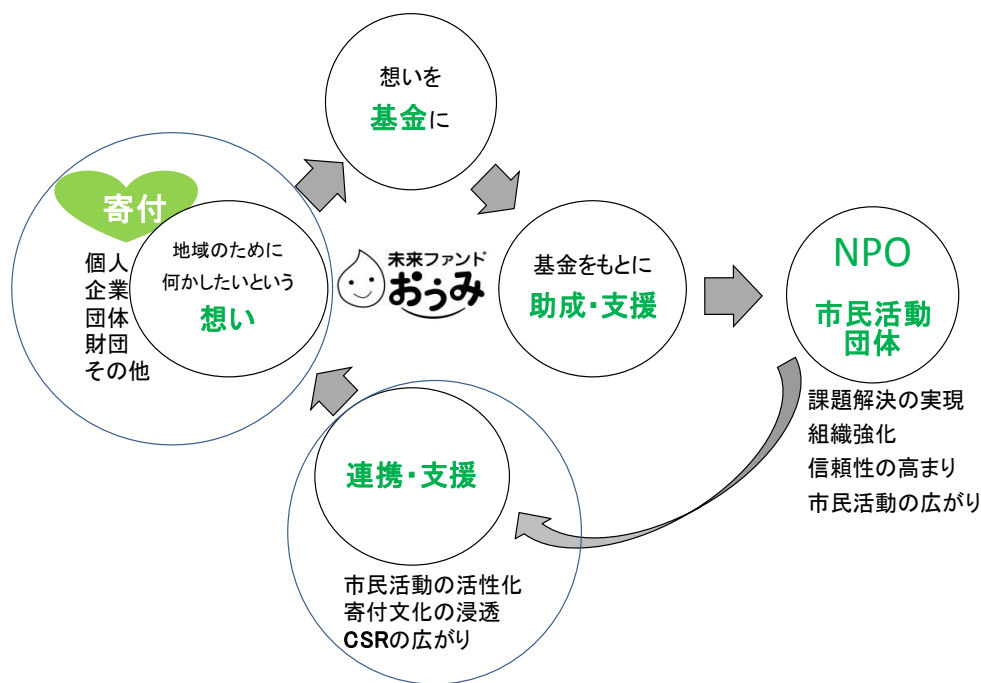 想いを
基金に
寄付
個人
企業
団体
財団
その他
地域のために
何かしたいという
想い
未来ファンド
おうみ
基金をもとに
助成・支援
NPO
市民活動
団体
課題解決の実現
組織強化
信頼性の高まり
市民活動の広がり
連携・支援
市民活動の活性化
寄付文化の浸透
CSRの広がり